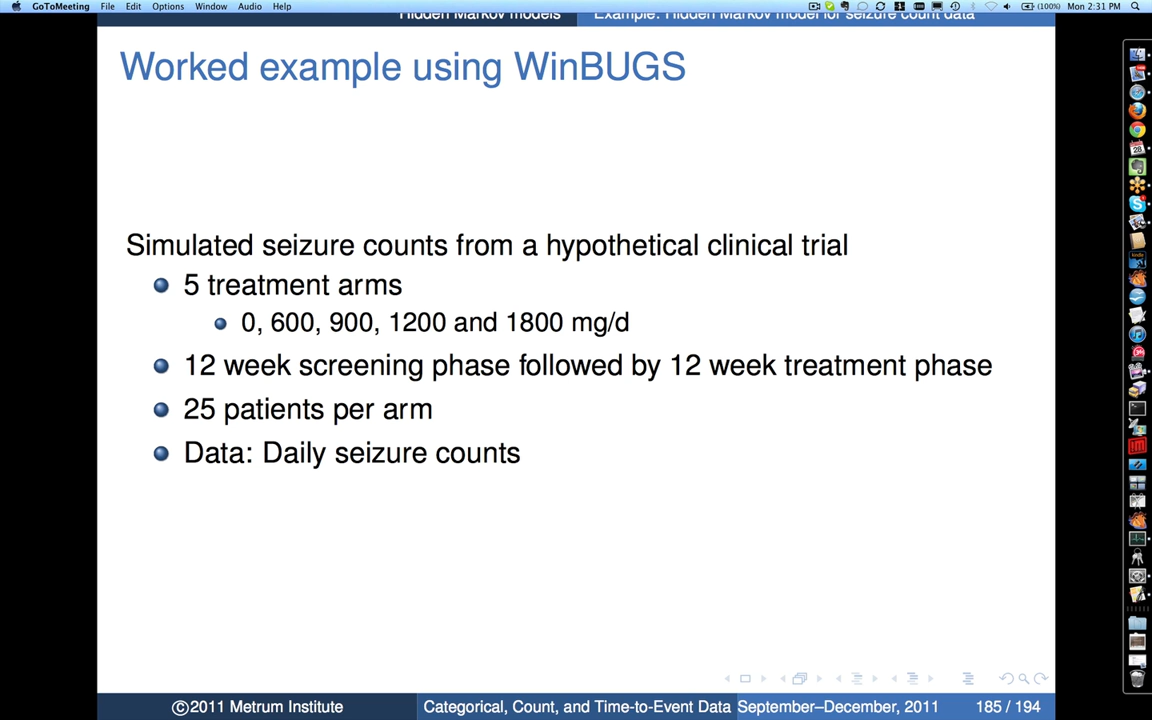 GoToMeeting File Edit Options Window Audio Help (100%) Mon 2:31 PM
Hidden Markov models Example: Hidden Markov model for seizure count data
Worked example using WinBUGS
Simulated seizure counts from a hypothetical clinical trial
5 treatment arms
0, 600, 900, 1200 and 1800 mg/d
12 week screening phase followed by 12 week treatment phase
25 patients per arm
Data: Daily seizure counts
©2011 Metrum Institute Categorical, Count, and Time-to-Event Data September–December, 2011 185 / 194